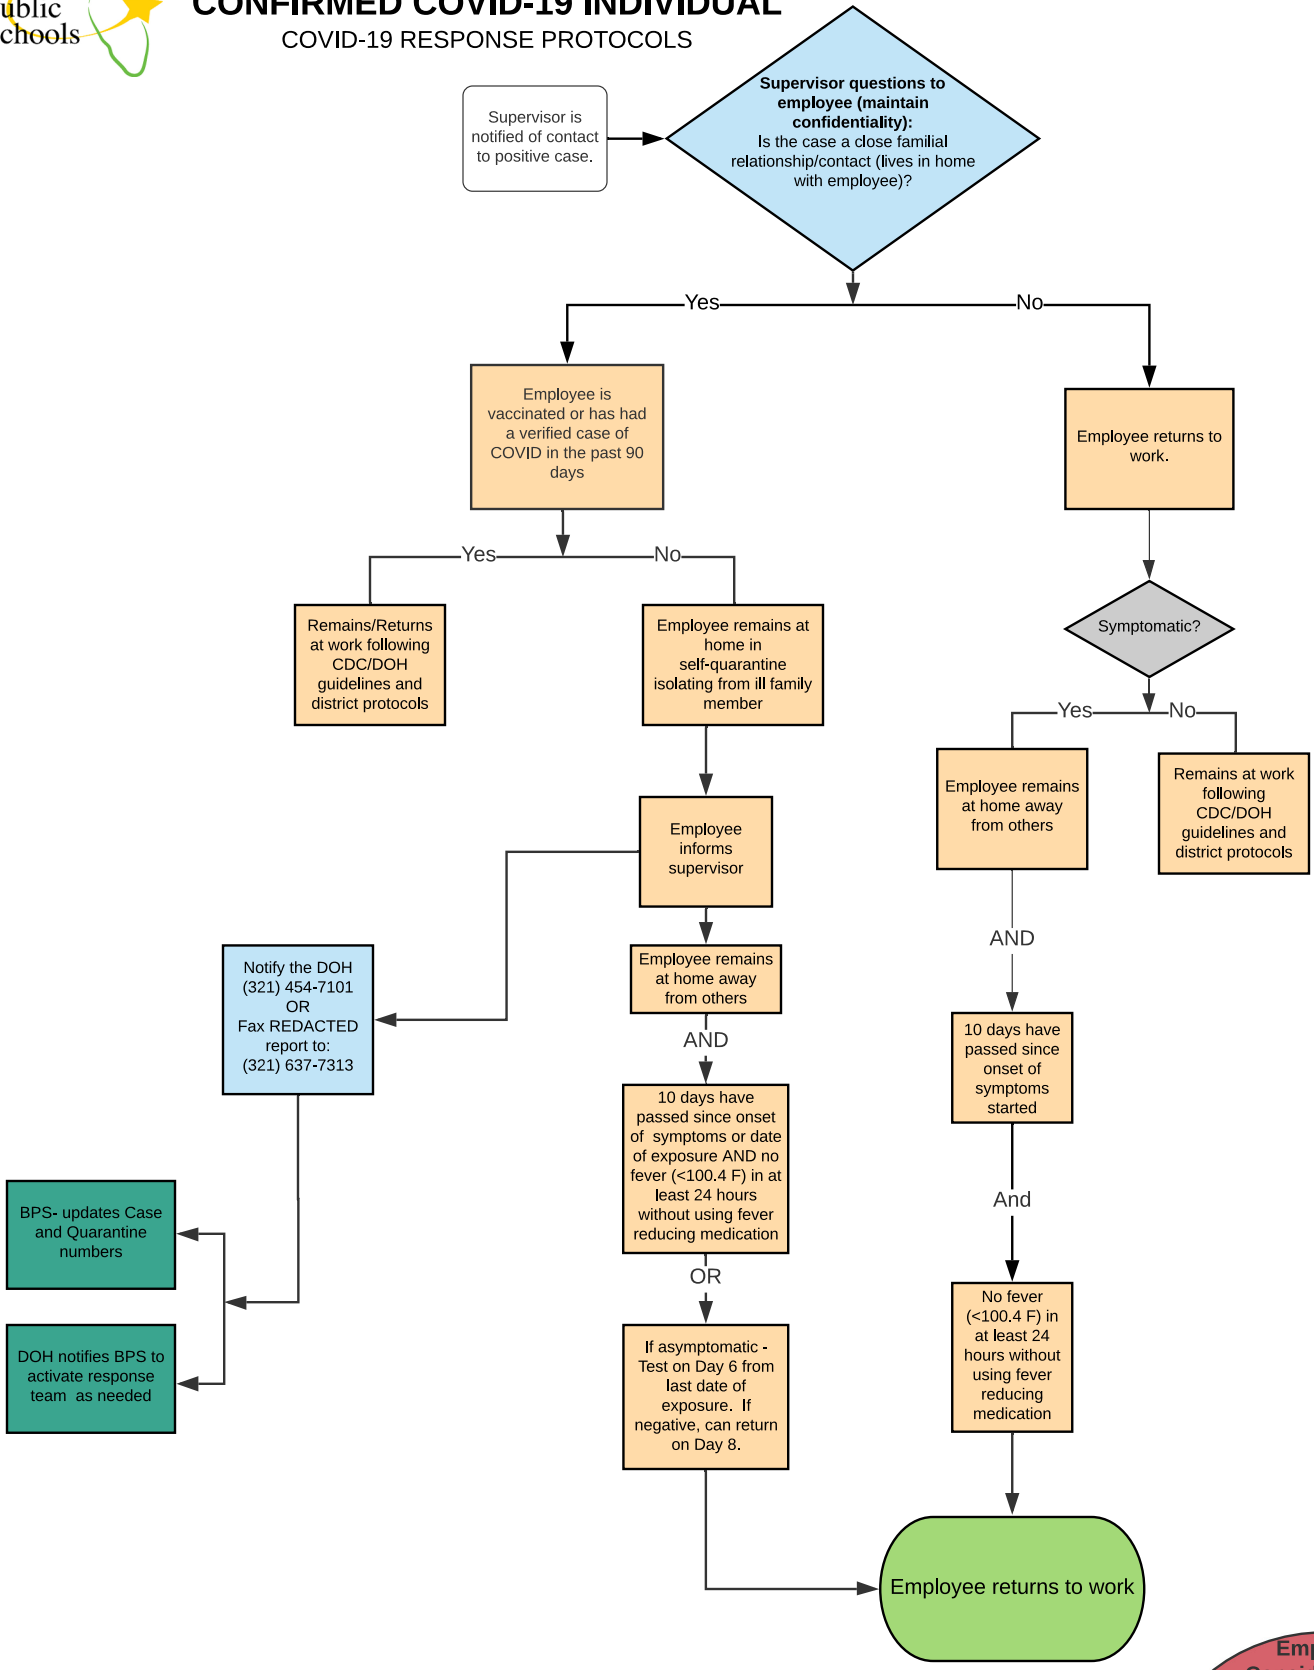 ublic
chools
CONFIRMED COVID-19 INDIVIDUAL
COVID-19 RESPONSE PROTOCOLS
Supervisor is
notified of contact
to positive case.
Supervisor questions to
employee (maintain
confidentiality):
Is the case a close familial
relationship/contact (lives in home
with employee)?
Yes
No
Employee is
vaccinated or has had
a verified case of
COVID in the past 90
days
Employee returns to
work.
Yes
No
Remains/Returns
at work following
CDC/DOH
guidelines and
district protocols
Employee remains at
home in
self-quarantine
isolating from ill family
member
Symptomatic?
Yes
No
Employee remains
at home away
from others
Remains at work
following
CDC/DOH
guidelines and
district protocols
Employee
informs
supervisor
AND
Notify the DOH
(321) 454-7101
OR
Fax REDACTED
report to:
(321) 637-7313
Employee remains
at home away
from others
AND
10 days have
passed since
onset of
symptoms
started
10 days have
passed since onset
of symptoms or date
of exposure AND no
fever (<100.4 F) in at
least 24 hours
without using fever
reducing medication
And
BPS- updates Case
and Quarantine
numbers
OR
No fever
(<100.4 F) in
at least 24
hours without
using fever
reducing
medication
DOH notifies BPS to
activate response
team as needed
If asymptomatic -
Test on Day 6 from
last date of
exposure. If
negative, can return
on Day 8.
Employee returns to work
Emp